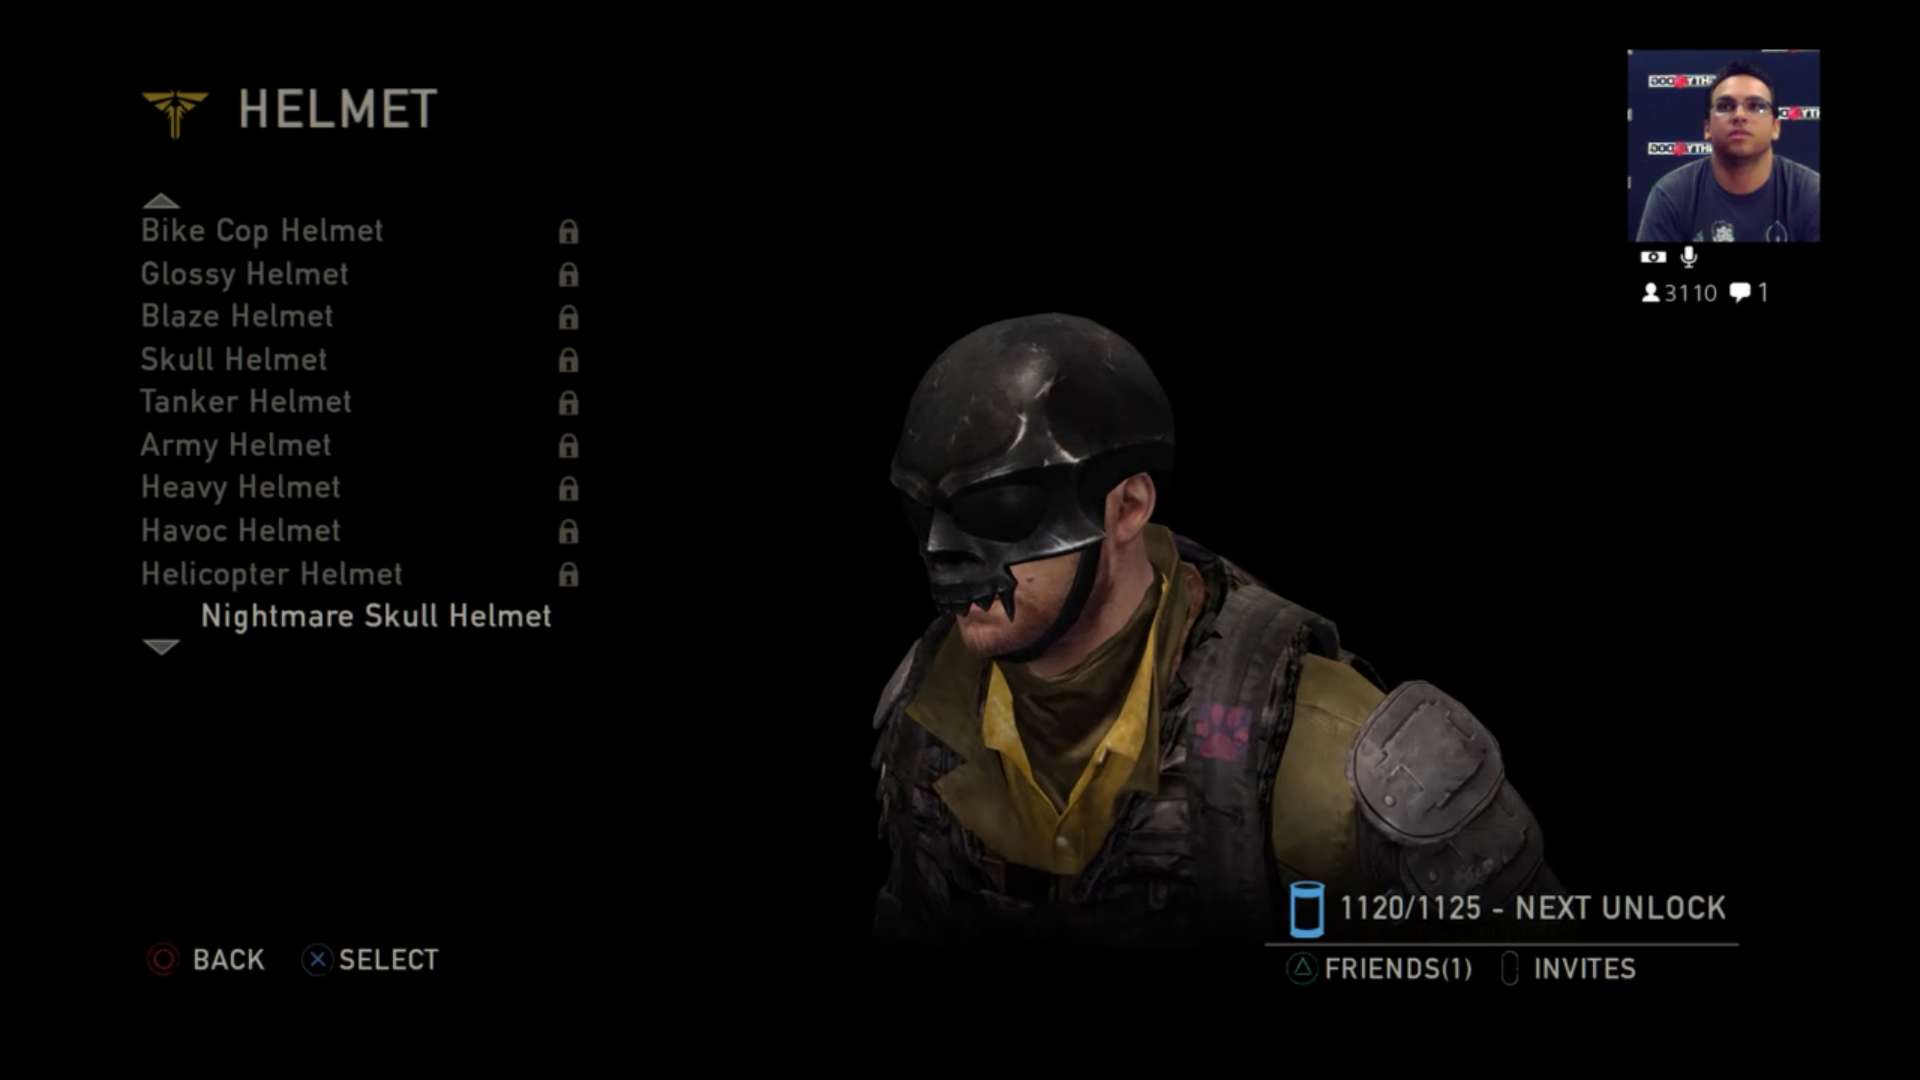 HELMET
Bike Cop Helmet
Glossy Helmet
Blaze Helmet
Skull Helmet
Tanker Helmet
Army Helmet
Heavy Helmet
Havoc Helmet
Helicopter Helmet
Nightmare Skull Helmet
3110 1
1120/1125 - NEXT UNLOCK
BACK SELECT
FRIENDS(1) INVITES